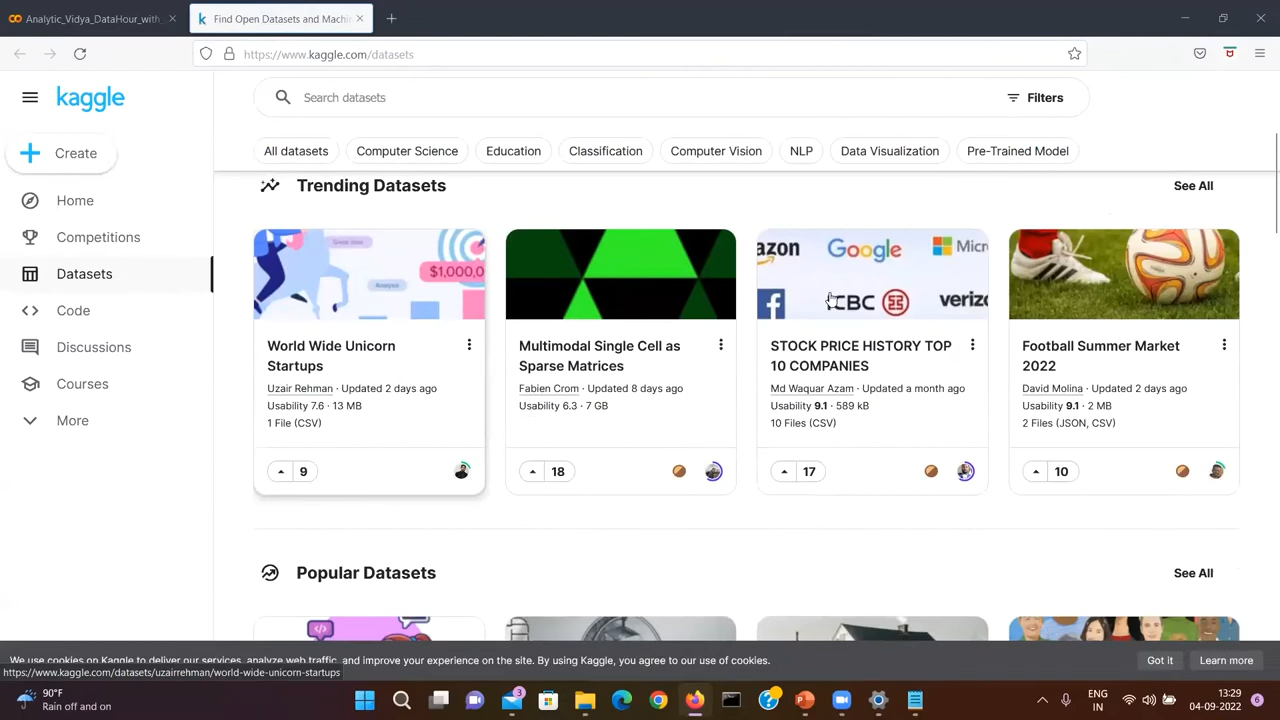 Analytic_Vidya_DataHour_with_
Find Open Datasets and Machi
https://www.kaggle.com/datasets
kaggle
Search datasets
Filters
Create
All datasets
Computer Science
Education
Classification
Computer Vision
NLP
Data Visualization
Pre-Trained Model
Home
Competitions
Datasets
Code
Discussions
Courses
More
Trending Datasets
See All
Great idea
$1,000,0
Analysis
World Wide Unicorn
Startups
Uzair Rehman · Updated 2 days ago
Usability 7.6 · 13 MB
1 File (CSV)
9
Multimodal Single Cell as
Sparse Matrices
Fabien Crom · Updated 8 days ago
Usability 6.3 · 7 GB
18
azon
Google
Micr
CBC
verizo
STOCK PRICE HISTORY TOP
10 COMPANIES
Md Waquar Azam · Updated a month ago
Usability 9.1 · 589 kB
10 Files (CSV)
17
Football Summer Market
2022
David Molina · Updated 2 days ago
Usability 9.1 · 2 MB
2 Files (JSON, CSV)
10
Popular Datasets
See All
We use cookies on Kaggle to deliver our services, analyze web traffic, and improve your experience on the site. By using Kaggle, you agree to our use of cookies.
Got it
Learn more
https://www.kaggle.com/datasets/uzairrehman/world-wide-unicorn-startups
90°F
Rain off and on
3
?
ENG
IN
13:29
04-09-2022
6